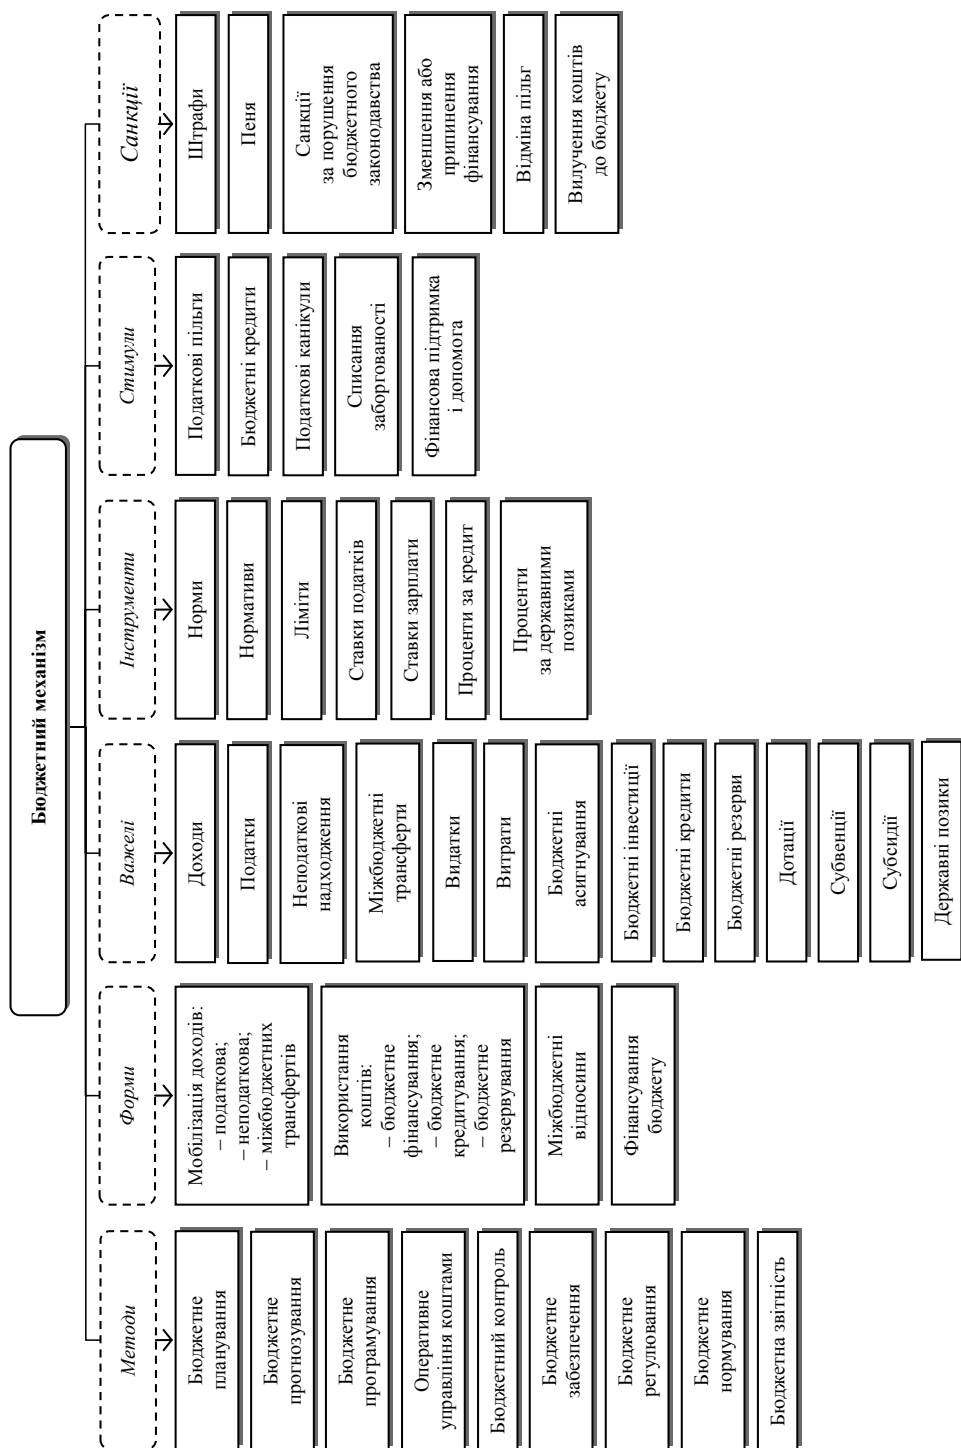 Бюджетний механізм
Методи
Бюджетне
планування
Бюджетне
прогнозування
Бюджетне
програмування
Оперативне
управління коштами
Бюджетний контроль
Бюджетне
забезпечення
Бюджетне
регулювання
Бюджетне
нормування
Бюджетна звітність
Форми
Мобілізація доходів:
– податкова;
– неподаткова;
– міжбюджетних
трансфертів
Використання
коштів:
– бюджетне
фінансування;
– бюджетне
кредитування;
– бюджетне
резервування
Міжбюджетні
відносини
Фінансування
бюджету
Важелі
Доходи
Податки
Неподаткові
надходження
Міжбюджетні
трансферти
Видатки
Витрати
Бюджетні
асигнування
Бюджетні інвестиції
Бюджетні кредити
Бюджетні резерви
Дотації
Субвенції
Субсидії
Державні позики
Інструменти
Норми
Нормативи
Ліміти
Ставки податків
Ставки зарплати
Проценти за кредит
Проценти
за державними
позиками
Стимули
Податкові пільги
Бюджетні кредити
Податкові канікули
Списання
заборгованості
Фінансова підтримка
і допомога
Санкції
Штрафи
Пеня
Санкції
за порушення
бюджетного
законодавства
Зменшення або
припинення
фінансування
Відміна пільг
Вилучення коштів
до бюджету